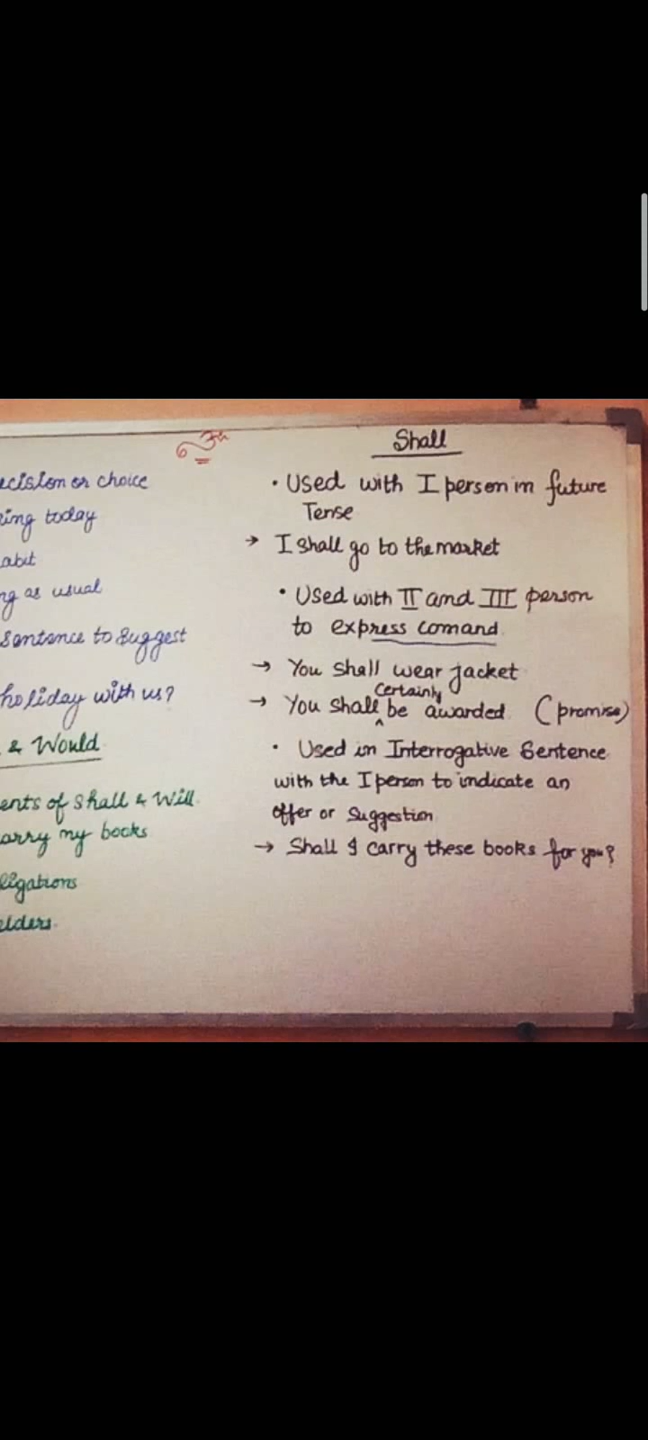 ॐ
ecision or choice
ing today
abit
ng as usual
sentence to suggest
holiday with us?
& Would
ents of shall & Will.
arry my books
ligations
elders.
Shall
• Used with I person in future
Tense
→ I shall go to the market
• Used with II and III person
to express comand
→ You shall wear jacket
certainly
→ You shall ^ be awarded (promise)
• Used in Interrogative Sentence
with the I person to indicate an
offer or suggestion
→ Shall I carry these books for you?